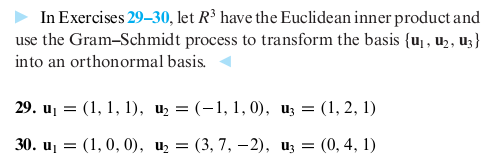 ▶ In Exercises 29–30, let R³ have the Euclidean inner product and
use the Gram–Schmidt process to transform the basis {u₁, u₂, u₃}
into an orthonormal basis. ◀
29. u₁ = (1, 1, 1), u₂ = (−1, 1, 0), u₃ = (1, 2, 1)
30. u₁ = (1, 0, 0), u₂ = (3, 7, −2), u₃ = (0, 4, 1)